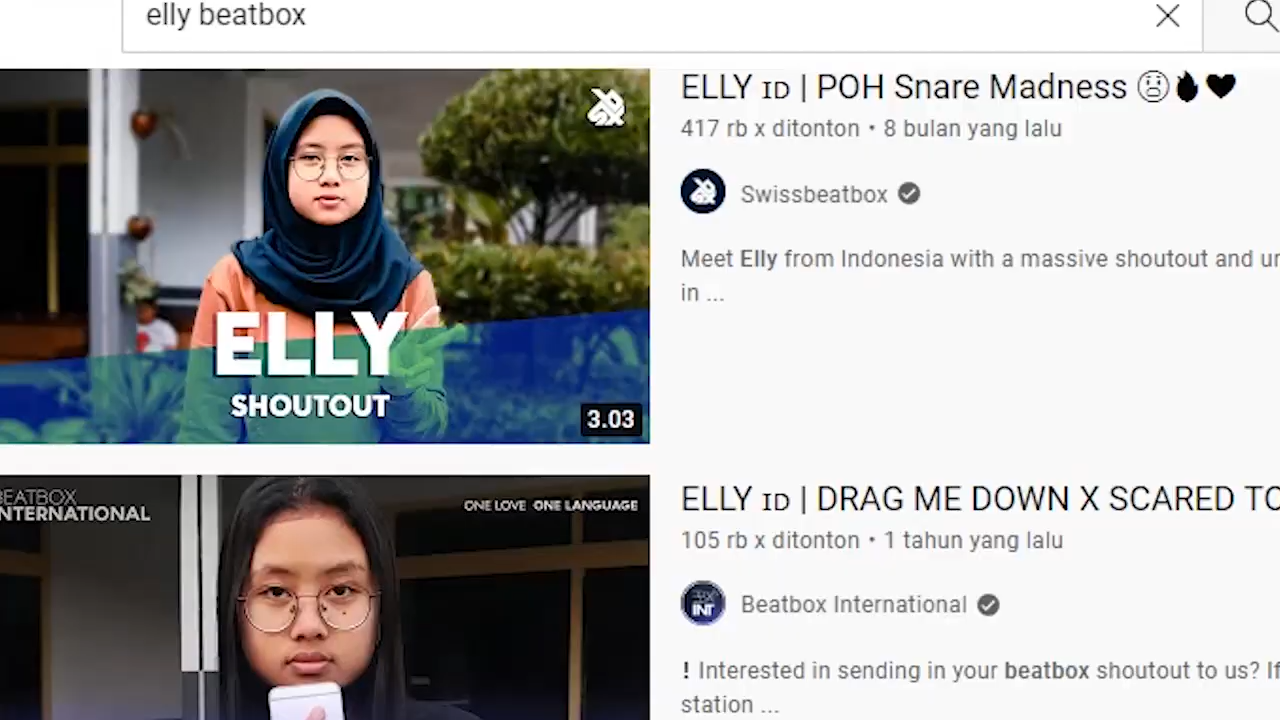 elly beatbox
ELLY
SHOUTOUT
3.03
ELLY ɪᴅ | POH Snare Madness 😟🔥🖤
417 rb x ditonton • 8 bulan yang lalu
Swissbeatbox
Meet Elly from Indonesia with a massive shoutout and
in ...
BEATBOX
INTERNATIONAL
ONE LOVE ONE LANGUAGE
ELLY ɪᴅ | DRAG ME DOWN X SCARED TO
105 rb x ditonton • 1 tahun yang lalu
INT
Beatbox International
! Interested in sending in your beatbox shoutout to us? If
station ...